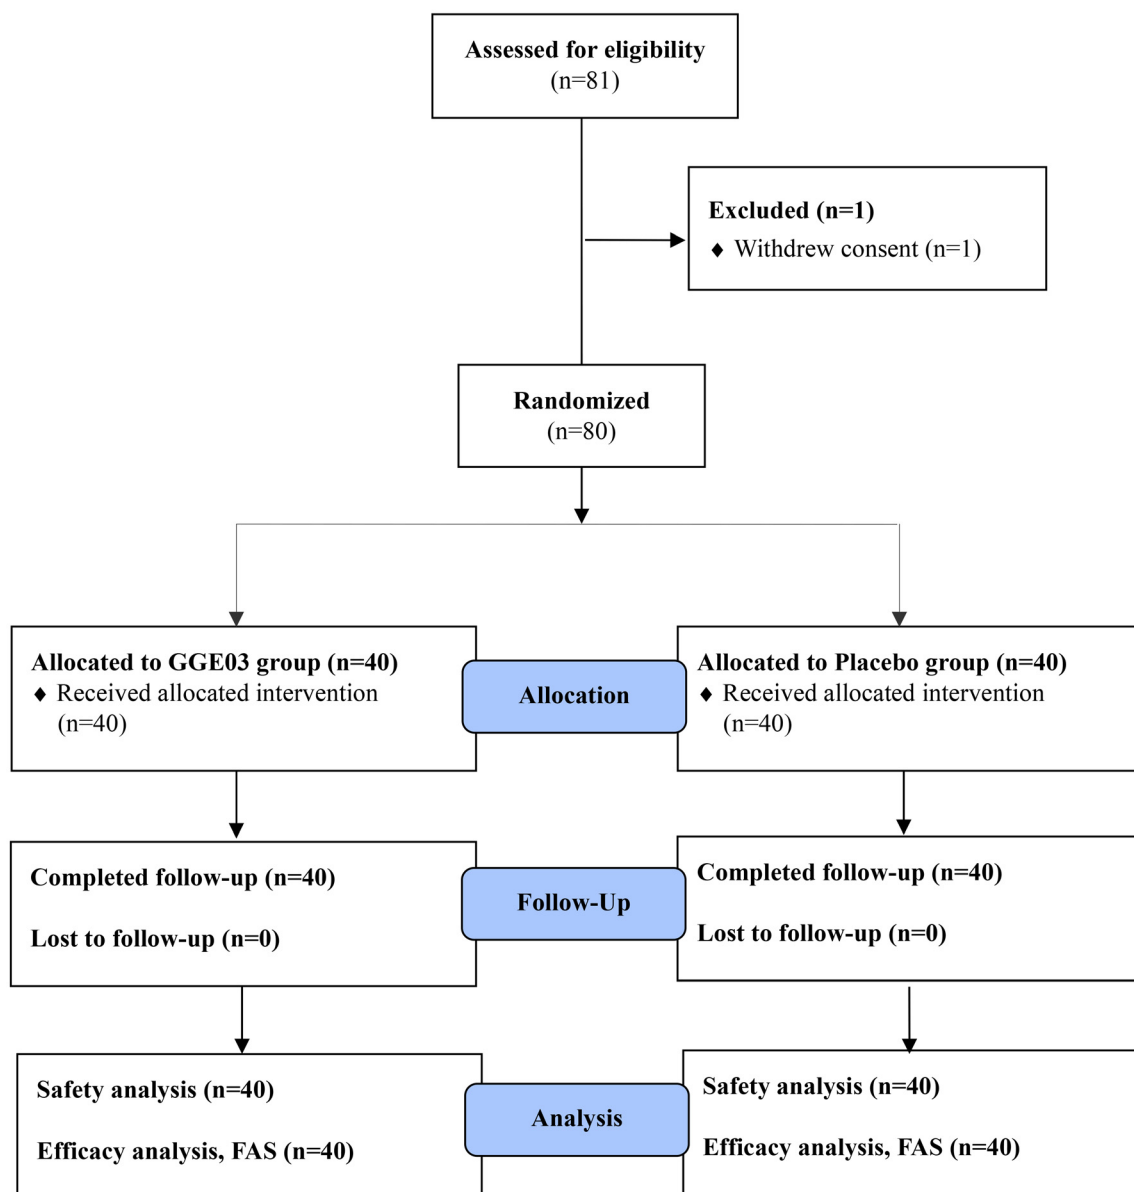 Assessed for eligibility
(n=81)
Excluded (n=1)
♦ Withdrew consent (n=1)
Randomized
(n=80)
Allocated to GGE03 group (n=40)
♦ Received allocated intervention
(n=40)
Allocation
Allocated to Placebo group (n=40)
♦ Received allocated intervention
(n=40)
Completed follow-up (n=40)
Lost to follow-up (n=0)
Follow-Up
Completed follow-up (n=40)
Lost to follow-up (n=0)
Safety analysis (n=40)
Efficacy analysis, FAS (n=40)
Analysis
Safety analysis (n=40)
Efficacy analysis, FAS (n=40)